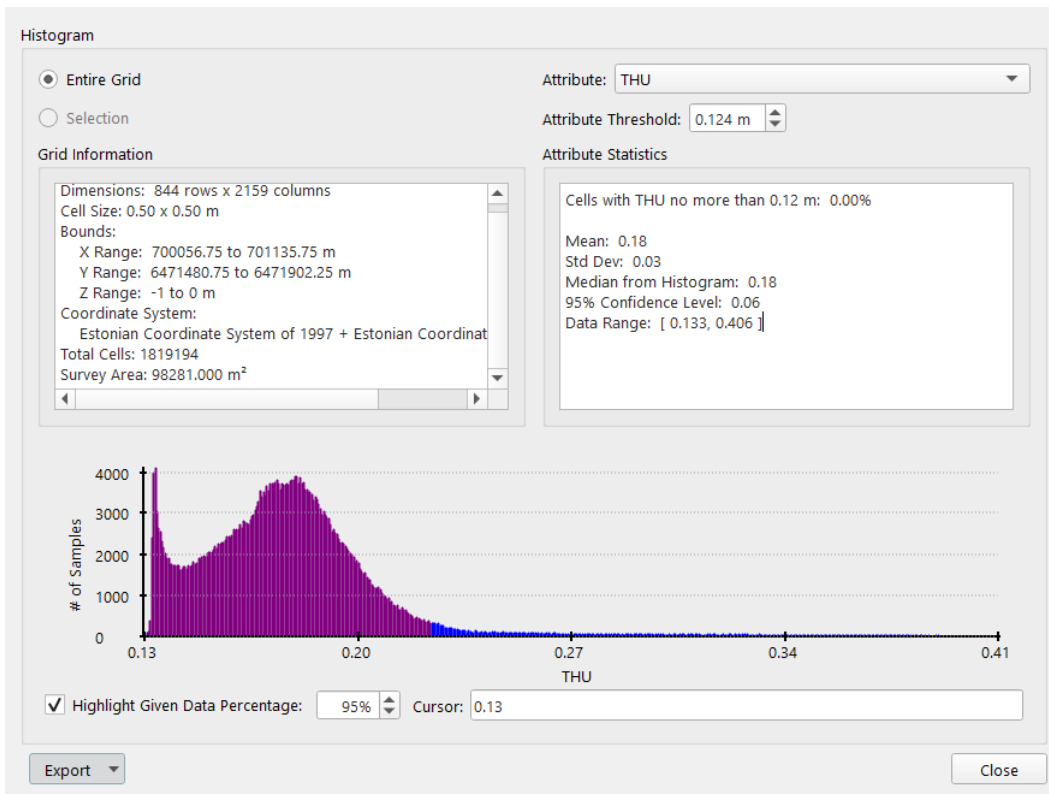 Histogram
Entire Grid
Attribute: THU
Selection
Attribute Threshold: 0.124 m
Grid Information
Attribute Statistics
Dimensions: 844 rows x 2159 columns
Cell Size: 0.50 x 0.50 m
Bounds:
X Range: 700056.75 to 701135.75 m
Y Range: 6471480.75 to 6471902.25 m
Z Range: -1 to 0 m
Coordinate System:
Estonian Coordinate System of 1997 + Estonian Coordinat
Total Cells: 1819194
Survey Area: 98281.000 m²
Cells with THU no more than 0.12 m: 0.00%
Mean: 0.18
Std Dev: 0.03
Median from Histogram: 0.18
95% Confidence Level: 0.06
Data Range: [ 0.133, 0.406 ]
# of Samples
4000
3000
2000
1000
0
0.13 0.20 0.27 0.34 0.41
THU
Highlight Given Data Percentage: 95% Cursor: 0.13
Export Close